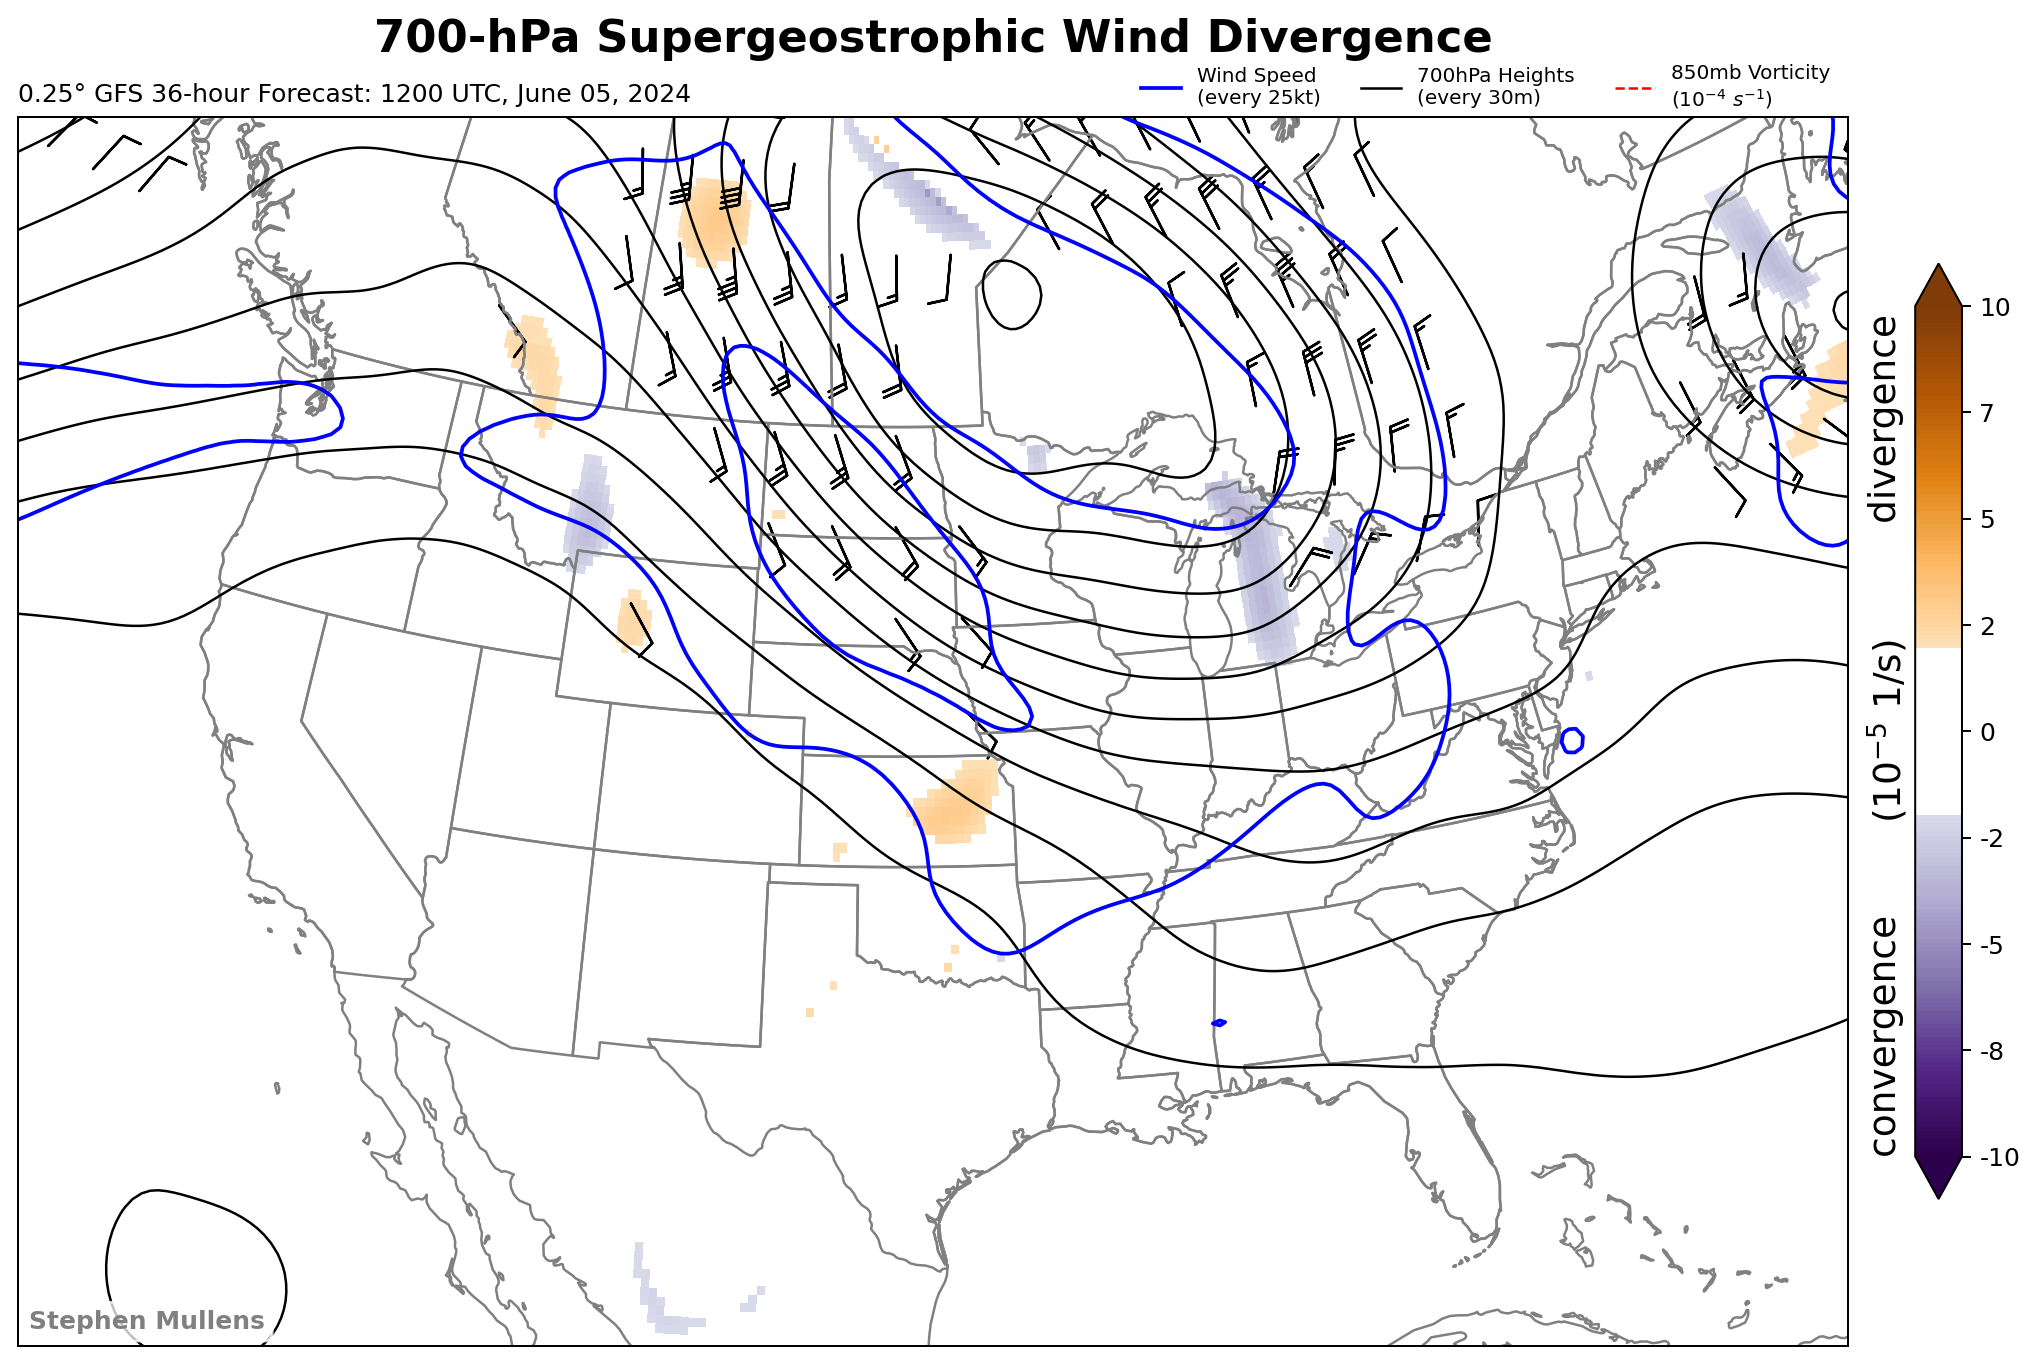 700-hPa Supergeostrophic Wind Divergence
0.25° GFS 36-hour Forecast: 1200 UTC, June 05, 2024
Wind Speed
(every 25kt)
700hPa Heights
(every 30m)
850mb Vorticity
(10⁻⁴ s⁻¹)
10
7
5
2
0
-2
-5
-8
-10
convergence (10⁻⁵ 1/s) divergence
Stephen Mullens